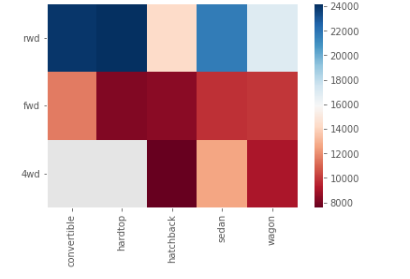 rwd
fwd
4wd
convertible
hardtop
hatchback
sedan
wagon
24000
22000
20000
18000
16000
14000
12000
10000
8000